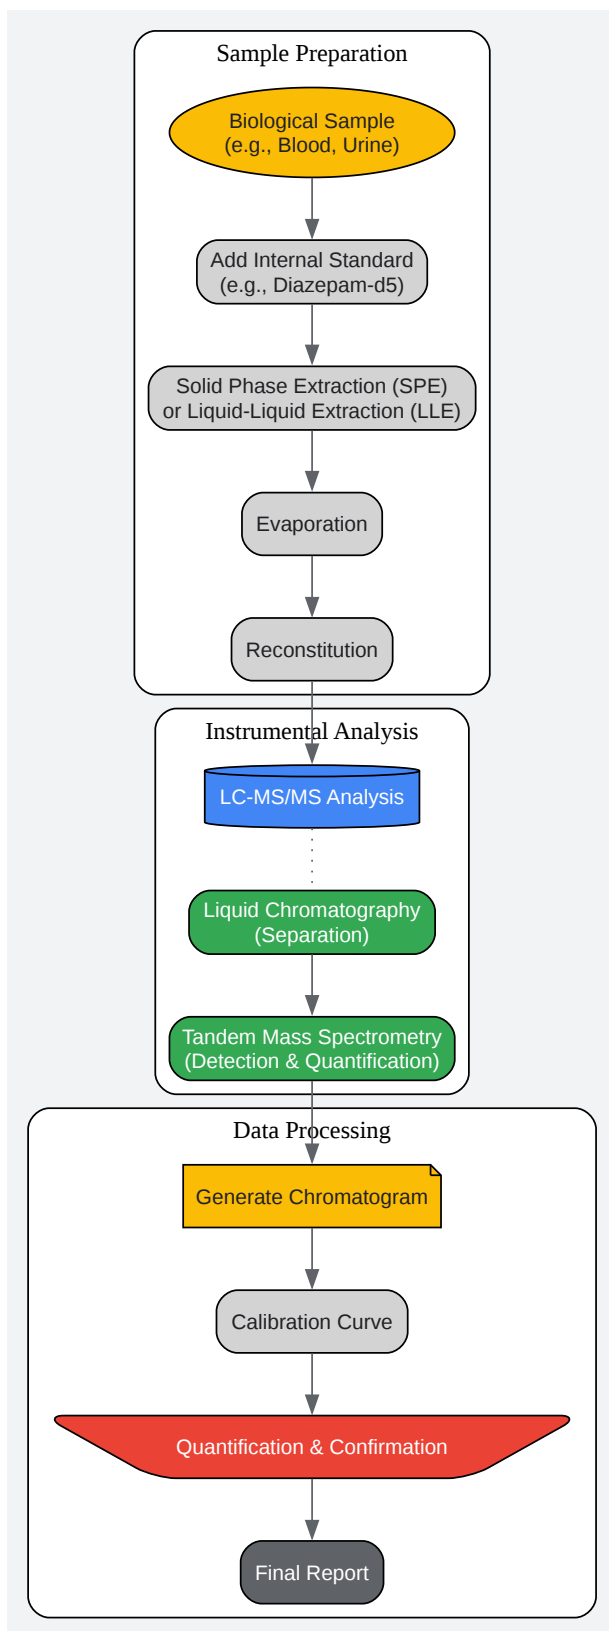 Sample Preparation
Biological Sample
(e.g., Blood, Urine)
Add Internal Standard
(e.g., Diazepam-d5)
Solid Phase Extraction (SPE)
or Liquid-Liquid Extraction (LLE)
Evaporation
Reconstitution
Instrumental Analysis
LC-MS/MS Analysis
Liquid Chromatography
(Separation)
Tandem Mass Spectrometry
(Detection & Quantification)
Data Processing
Generate Chromatogram
Calibration Curve
Quantification & Confirmation
Final Report